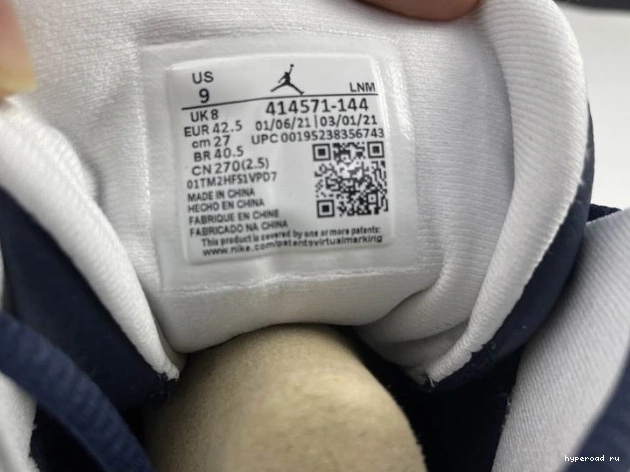 US
9
LNM
UK 8
414571-144
EUR 42.5
01/06/21 | 03/01/21
cm 27
UPC 00195238356743
BR 40.5
CN 270(2.5)
01TM2HFS1VPD7
MADE IN CHINA
HECHO EN CHINA
FABRIQUE EN CHINE
FABRICADO NA CHINA
This product is covered by one or more patents:
www.nike.com/patentsvirtualmarking
hyperoad ru